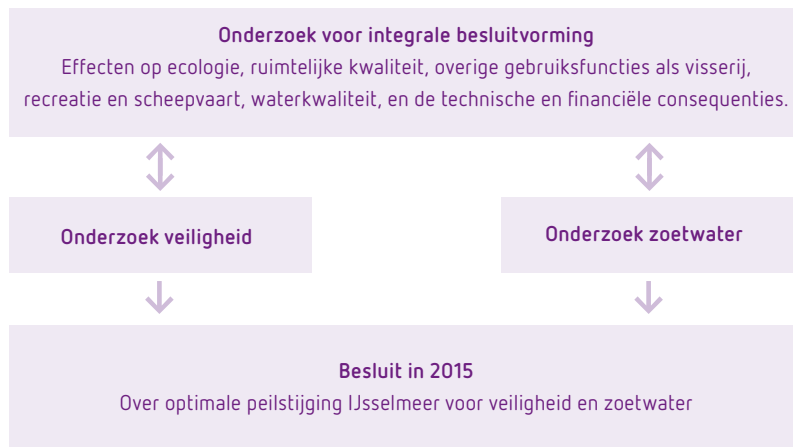 Onderzoek voor integrale besluitvorming
Effecten op ecologie, ruimtelijke kwaliteit, overige gebruiksfuncties als visserij,
recreatie en scheepvaart, waterkwaliteit, en de technische en financiële consequenties.
Onderzoek veiligheid
Onderzoek zoetwater
Besluit in 2015
Over optimale peilstijging IJsselmeer voor veiligheid en zoetwater